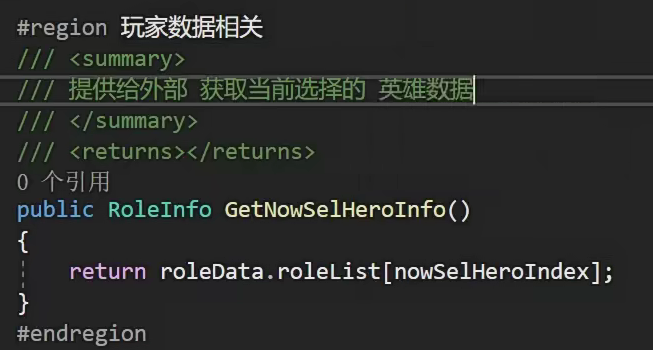 #region 玩家数据相关
/// <summary>
/// 提供给外部 获取当前选择的 英雄数据
/// </summary>
/// <returns></returns>
0 个引用
public RoleInfo GetNowSelHeroInfo()
{
    return roleData.roleList[nowSelHeroIndex];
}
#endregion